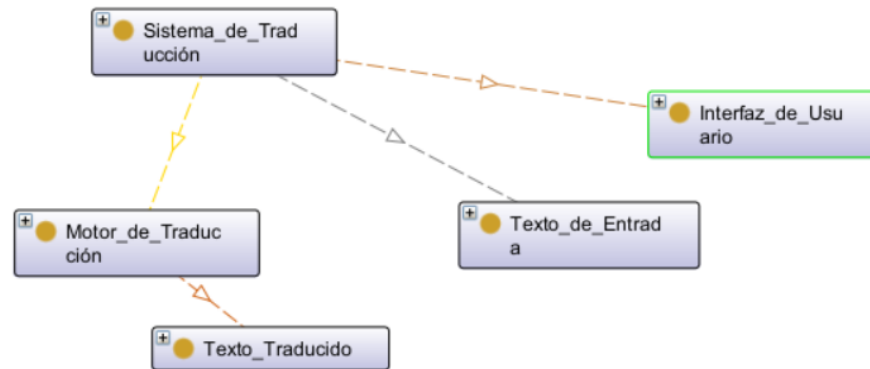 Sistema_de_Trad
ucción
Interfaz_de_Usu
ario
Motor_de_Traduc
ción
Texto_de_Entrad
a
Texto_Traducido